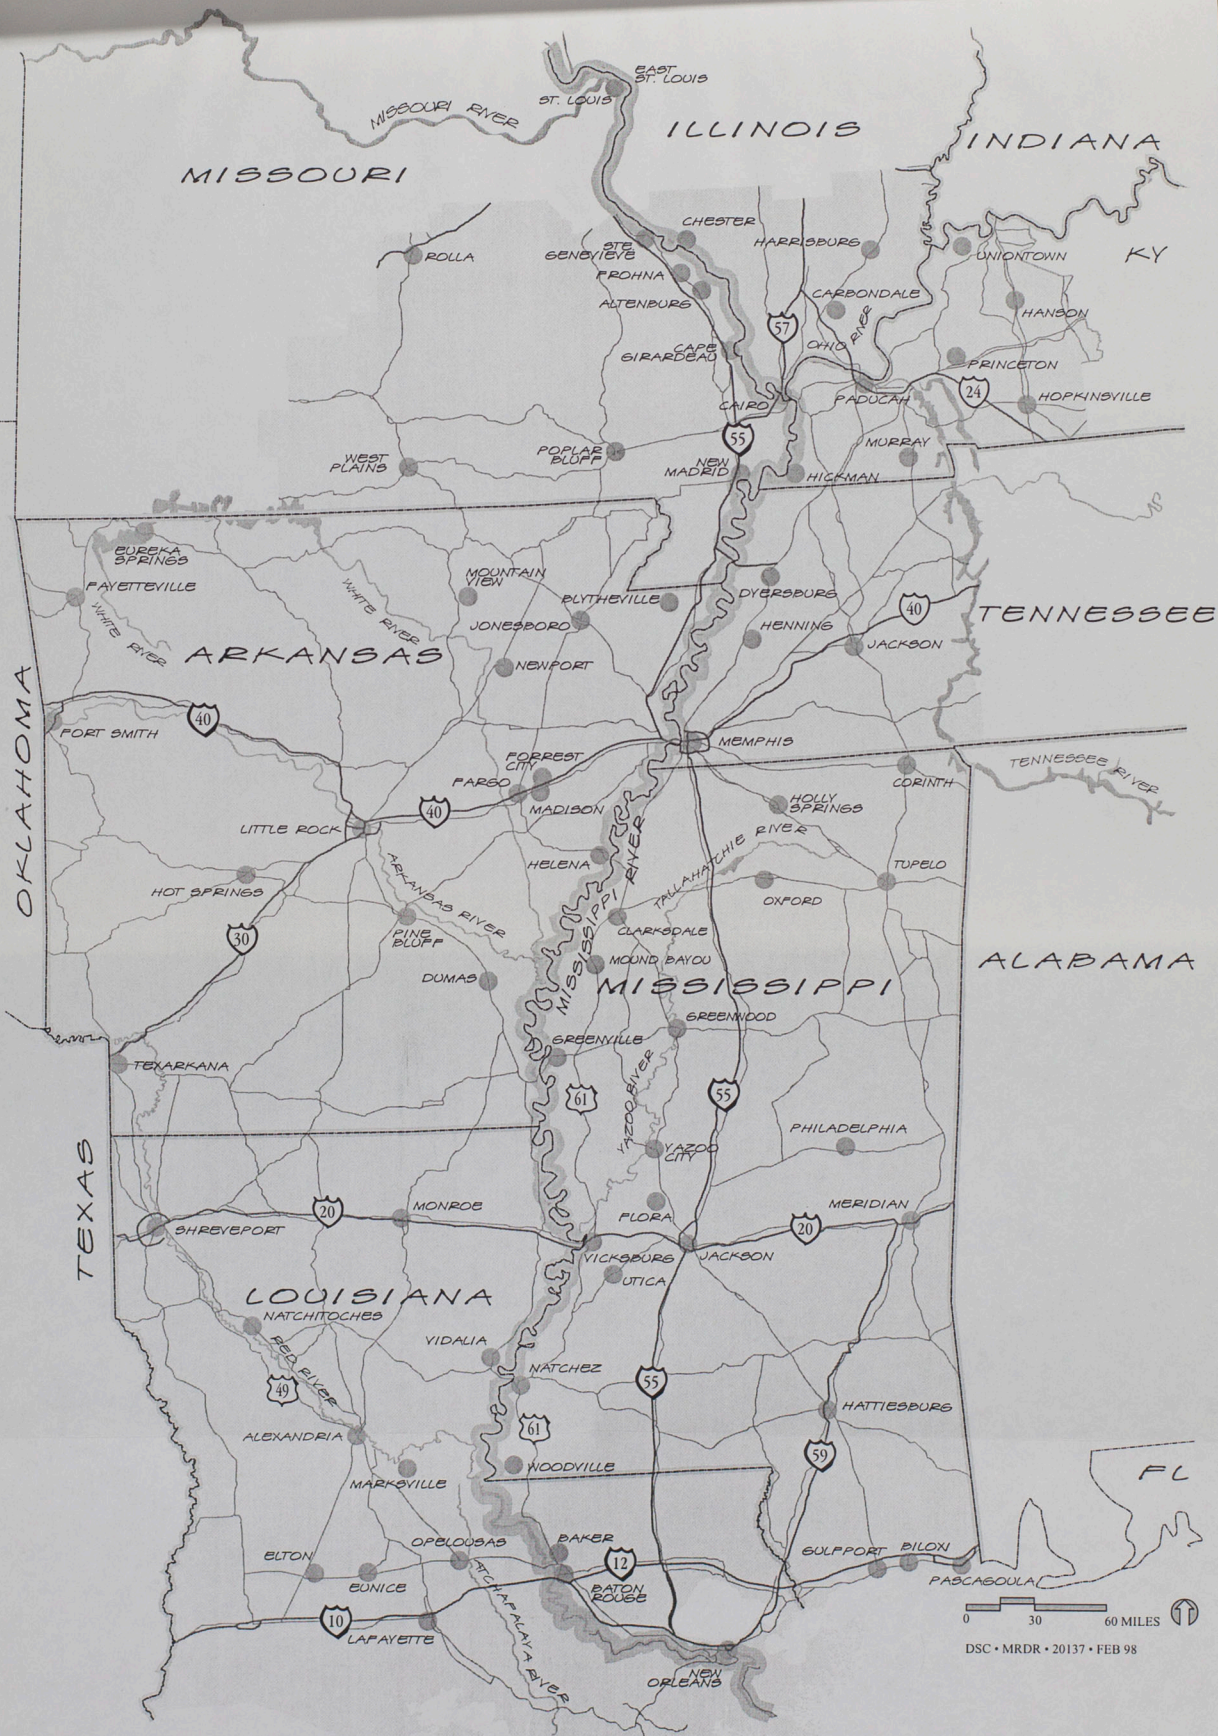 EAST
ST. LOUIS
ST. LOUIS
MISSOURI RIVER
ILLINOIS
INDIANA
MISSOURI
CHESTER
STE
GENEVIEVE
HARRISBURG
UNIONTOWN
KY
ROLLA
FROHNA
ALTENBURG
CARBONDALE
HANSON
57
OHIO RIVER
CAPE
GIRARDEAU
PRINCETON
CAIRO
PADUCAH
24
HOPKINSVILLE
55
MURRAY
POPLAR
BLUFF
WEST
PLAINS
NEW
MADRID
HICKMAN
EUREKA
SPRINGS
FAYETTEVILLE
WHITE RIVER
WHITE RIVER
MOUNTAIN
VIEW
BLYTHEVILLE
DYERSBURG
40
TENNESSEE
JONESBORO
HENNING
JACKSON
ARKANSAS
NEWPORT
OKLAHOMA
40
FORT SMITH
MEMPHIS
FORREST
CITY
FARGO
MADISON
TENNESSEE RIVER
CORINTH
HOLLY
SPRINGS
40
LITTLE ROCK
HELENA
TALLAHATCHIE RIVER
TUPELO
HOT SPRINGS
ARKANSAS RIVER
MISSISSIPPI RIVER
OXFORD
30
PINE
BLUFF
CLARKSDALE
DUMAS
MOUND BAYOU
ALABAMA
MISSISSIPPI
GREENWOOD
GREENVILLE
TEXARKANA
61
YAZOO RIVER
55
PHILADELPHIA
YAZOO
CITY
TEXAS
20
MONROE
FLORA
MERIDIAN
SHREVEPORT
20
VICKSBURG
JACKSON
UTICA
LOUISIANA
NATCHITOCHES
VIDALIA
RED RIVER
49
NATCHEZ
55
61
HATTIESBURG
ALEXANDRIA
59
WOODVILLE
MARKSVILLE
FL
OPELOUSAS
BAKER
ELTON
EUNICE
12
GULFPORT
BILOXI
PASCAGOULA
ATCHAPALAYA RIVER
BATON
ROUGE
10
LAFAYETTE
NEW
ORLEANS
0 30 60 MILES
DSC • MRDR • 20137 • FEB 98